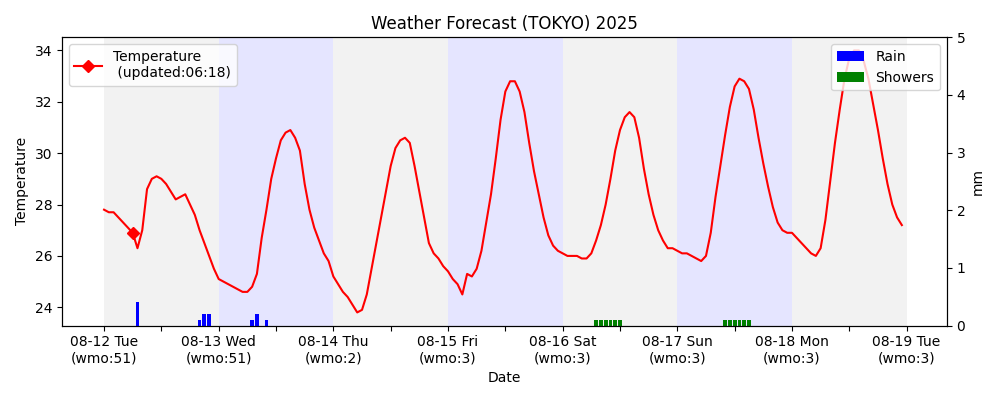 Weather Forecast (TOKYO) 2025
Temperature
(updated:06:18)
Rain
Showers
Temperature
34
32
30
28
26
24
5
4
3
2
1
0
mm
08-12 Tue
(wmo:51)
08-13 Wed
(wmo:51)
08-14 Thu
(wmo:2)
08-15 Fri
(wmo:3)
08-16 Sat
(wmo:3)
08-17 Sun
(wmo:3)
08-18 Mon
(wmo:3)
08-19 Tue
(wmo:3)
Date